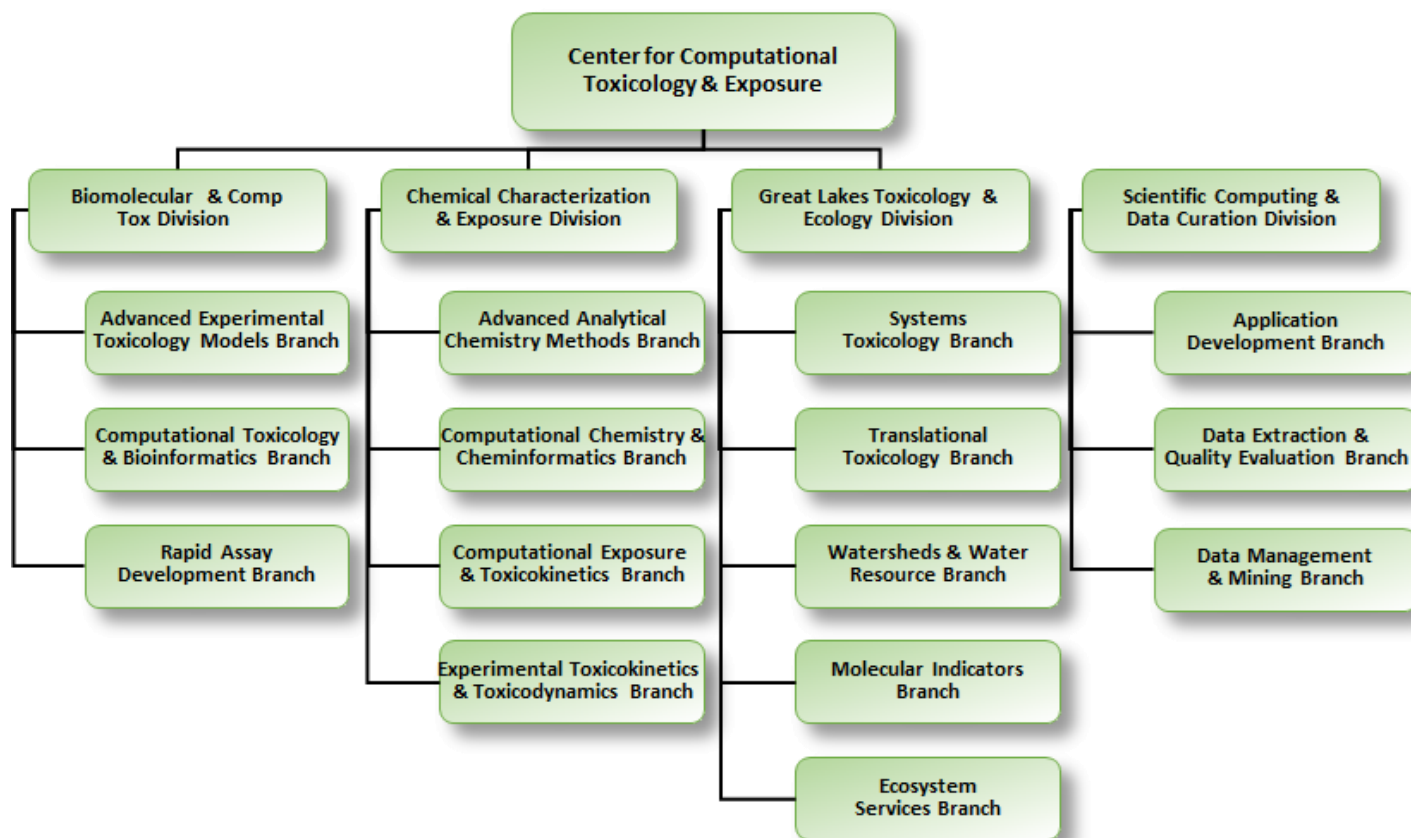 Center for Computational
Toxicology & Exposure
Biomolecular & Comp
Tox Division
Advanced Experimental
Toxicology Models Branch
Computational Toxicology
& Bioinformatics Branch
Rapid Assay
Development Branch
Chemical Characterization
& Exposure Division
Advanced Analytical
Chemistry Methods Branch
Computational Chemistry &
Cheminformatics Branch
Computational Exposure
& Toxicokinetics Branch
Experimental Toxicokinetics
& Toxicodynamics Branch
Great Lakes Toxicology &
Ecology Division
Systems
Toxicology Branch
Translational
Toxicology Branch
Watersheds & Water
Resource Branch
Molecular Indicators
Branch
Ecosystem
Services Branch
Scientific Computing &
Data Curation Division
Application
Development Branch
Data Extraction &
Quality Evaluation Branch
Data Management
& Mining Branch